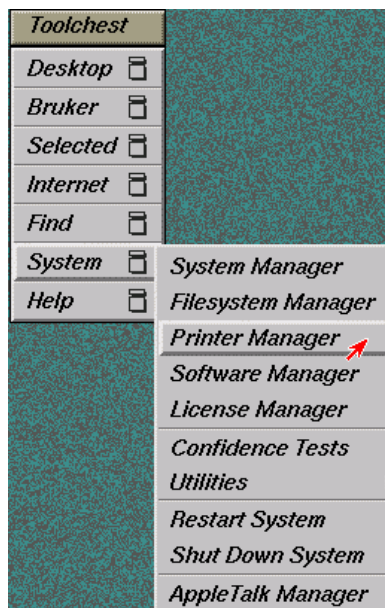 Toolchest
Desktop
Bruker
Selected
Internet
Find
System
Help
System Manager
Filesystem Manager
Printer Manager
Software Manager
License Manager
Confidence Tests
Utilities
Restart System
Shut Down System
AppleTalk Manager